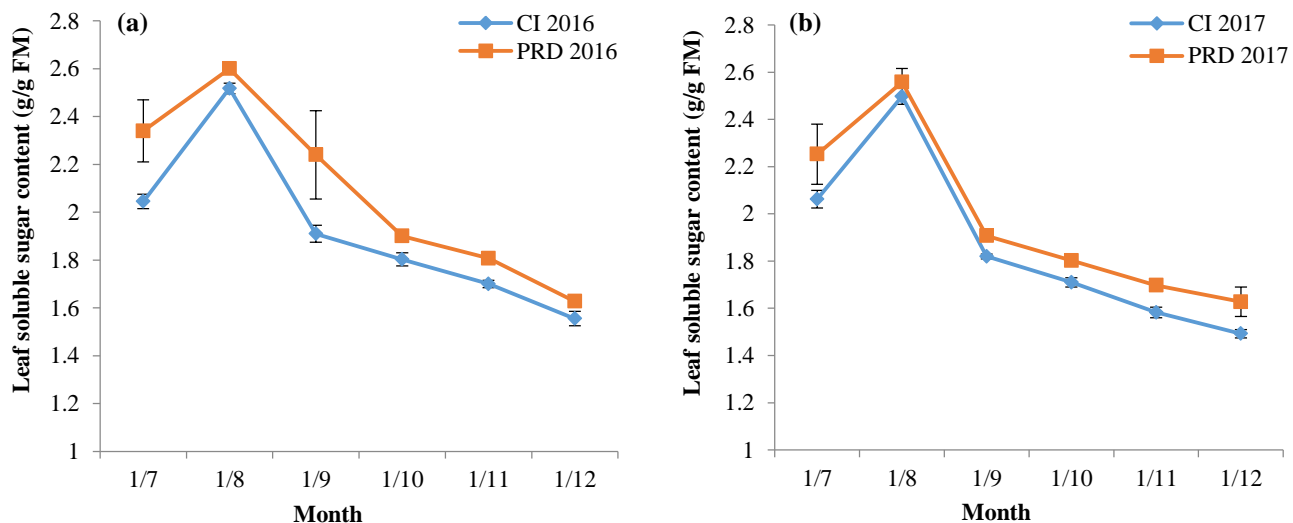 (a)
CI 2016
PRD 2016
Leaf soluble sugar content (g/g FM)
2.8
2.6
2.4
2.2
2
1.8
1.6
1.4
1.2
1
1/7 1/8 1/9 1/10 1/11 1/12
Month
(b)
CI 2017
PRD 2017
Leaf soluble sugar content (g/g FM)
2.8
2.6
2.4
2.2
2
1.8
1.6
1.4
1.2
1
1/7 1/8 1/9 1/10 1/11 1/12
Month